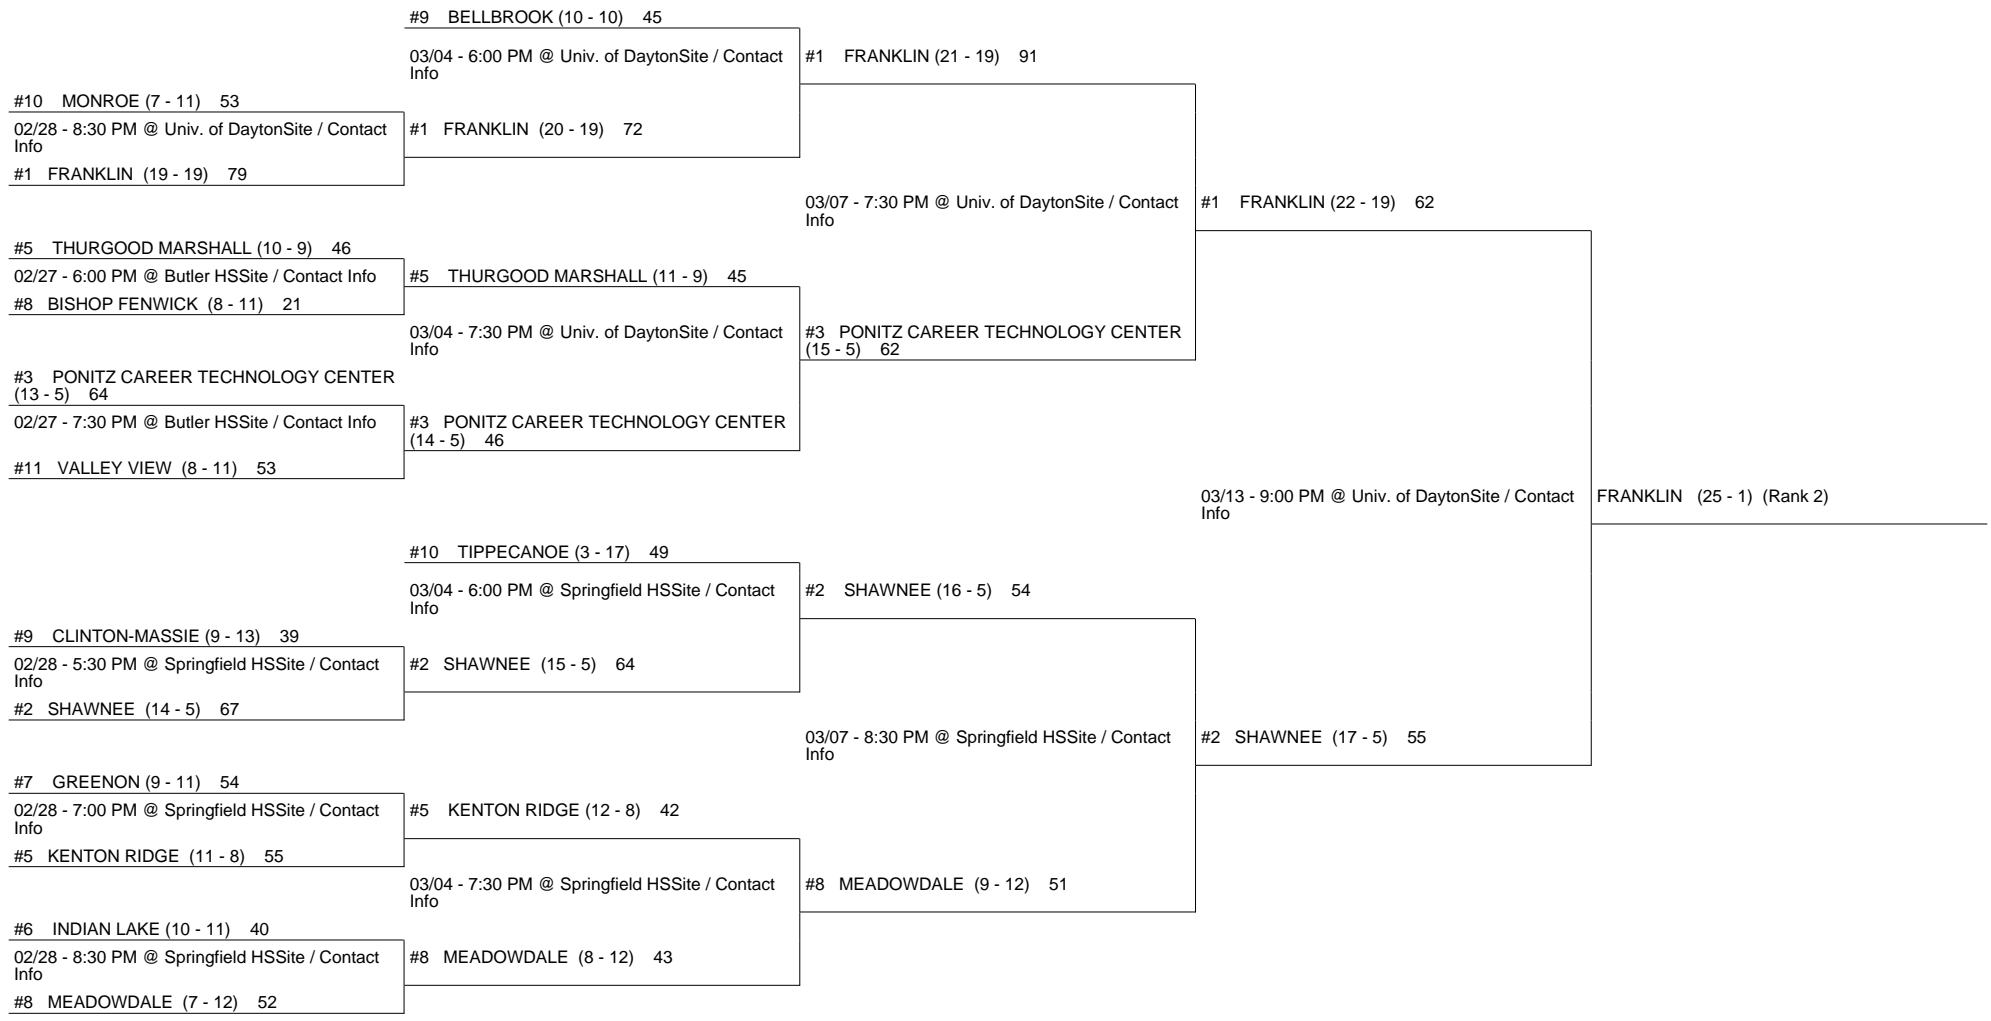 #9 BELLBROOK (10 - 10) 45
03/04 - 6:00 PM @ Univ. of DaytonSite / Contact
Info
#1 FRANKLIN (21 - 19) 91
#10 MONROE (7 - 11) 53
02/28 - 8:30 PM @ Univ. of DaytonSite / Contact
Info
#1 FRANKLIN (20 - 19) 72
#1 FRANKLIN (19 - 19) 79
03/07 - 7:30 PM @ Univ. of DaytonSite / Contact
Info
#1 FRANKLIN (22 - 19) 62
#5 THURGOOD MARSHALL (10 - 9) 46
02/27 - 6:00 PM @ Butler HSSite / Contact Info
#5 THURGOOD MARSHALL (11 - 9) 45
#8 BISHOP FENWICK (8 - 11) 21
03/04 - 7:30 PM @ Univ. of DaytonSite / Contact
Info
#3 PONITZ CAREER TECHNOLOGY CENTER
(15 - 5) 62
#3 PONITZ CAREER TECHNOLOGY CENTER
(13 - 5) 64
02/27 - 7:30 PM @ Butler HSSite / Contact Info
#3 PONITZ CAREER TECHNOLOGY CENTER
(14 - 5) 46
#11 VALLEY VIEW (8 - 11) 53
03/13 - 9:00 PM @ Univ. of DaytonSite / Contact
Info
FRANKLIN (25 - 1) (Rank 2)
#10 TIPPECANOE (3 - 17) 49
03/04 - 6:00 PM @ Springfield HSSite / Contact
Info
#2 SHAWNEE (16 - 5) 54
#9 CLINTON-MASSIE (9 - 13) 39
02/28 - 5:30 PM @ Springfield HSSite / Contact
Info
#2 SHAWNEE (15 - 5) 64
#2 SHAWNEE (14 - 5) 67
03/07 - 8:30 PM @ Springfield HSSite / Contact
Info
#2 SHAWNEE (17 - 5) 55
#7 GREENON (9 - 11) 54
02/28 - 7:00 PM @ Springfield HSSite / Contact
Info
#5 KENTON RIDGE (12 - 8) 42
#5 KENTON RIDGE (11 - 8) 55
03/04 - 7:30 PM @ Springfield HSSite / Contact
Info
#8 MEADOWDALE (9 - 12) 51
#6 INDIAN LAKE (10 - 11) 40
02/28 - 8:30 PM @ Springfield HSSite / Contact
Info
#8 MEADOWDALE (8 - 12) 43
#8 MEADOWDALE (7 - 12) 52